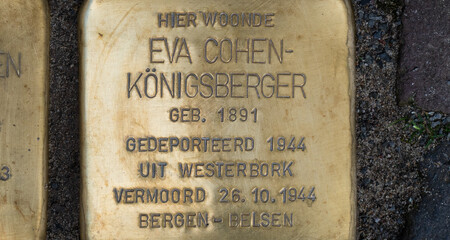 HIER WOONDE
EVA COHEN-
KÖNIGSBERGER
GEB. 1891
GEDEPORTEERD 1944
UIT WESTERBORK
VERMOORD 26.10.1944
BERGEN-BELSEN